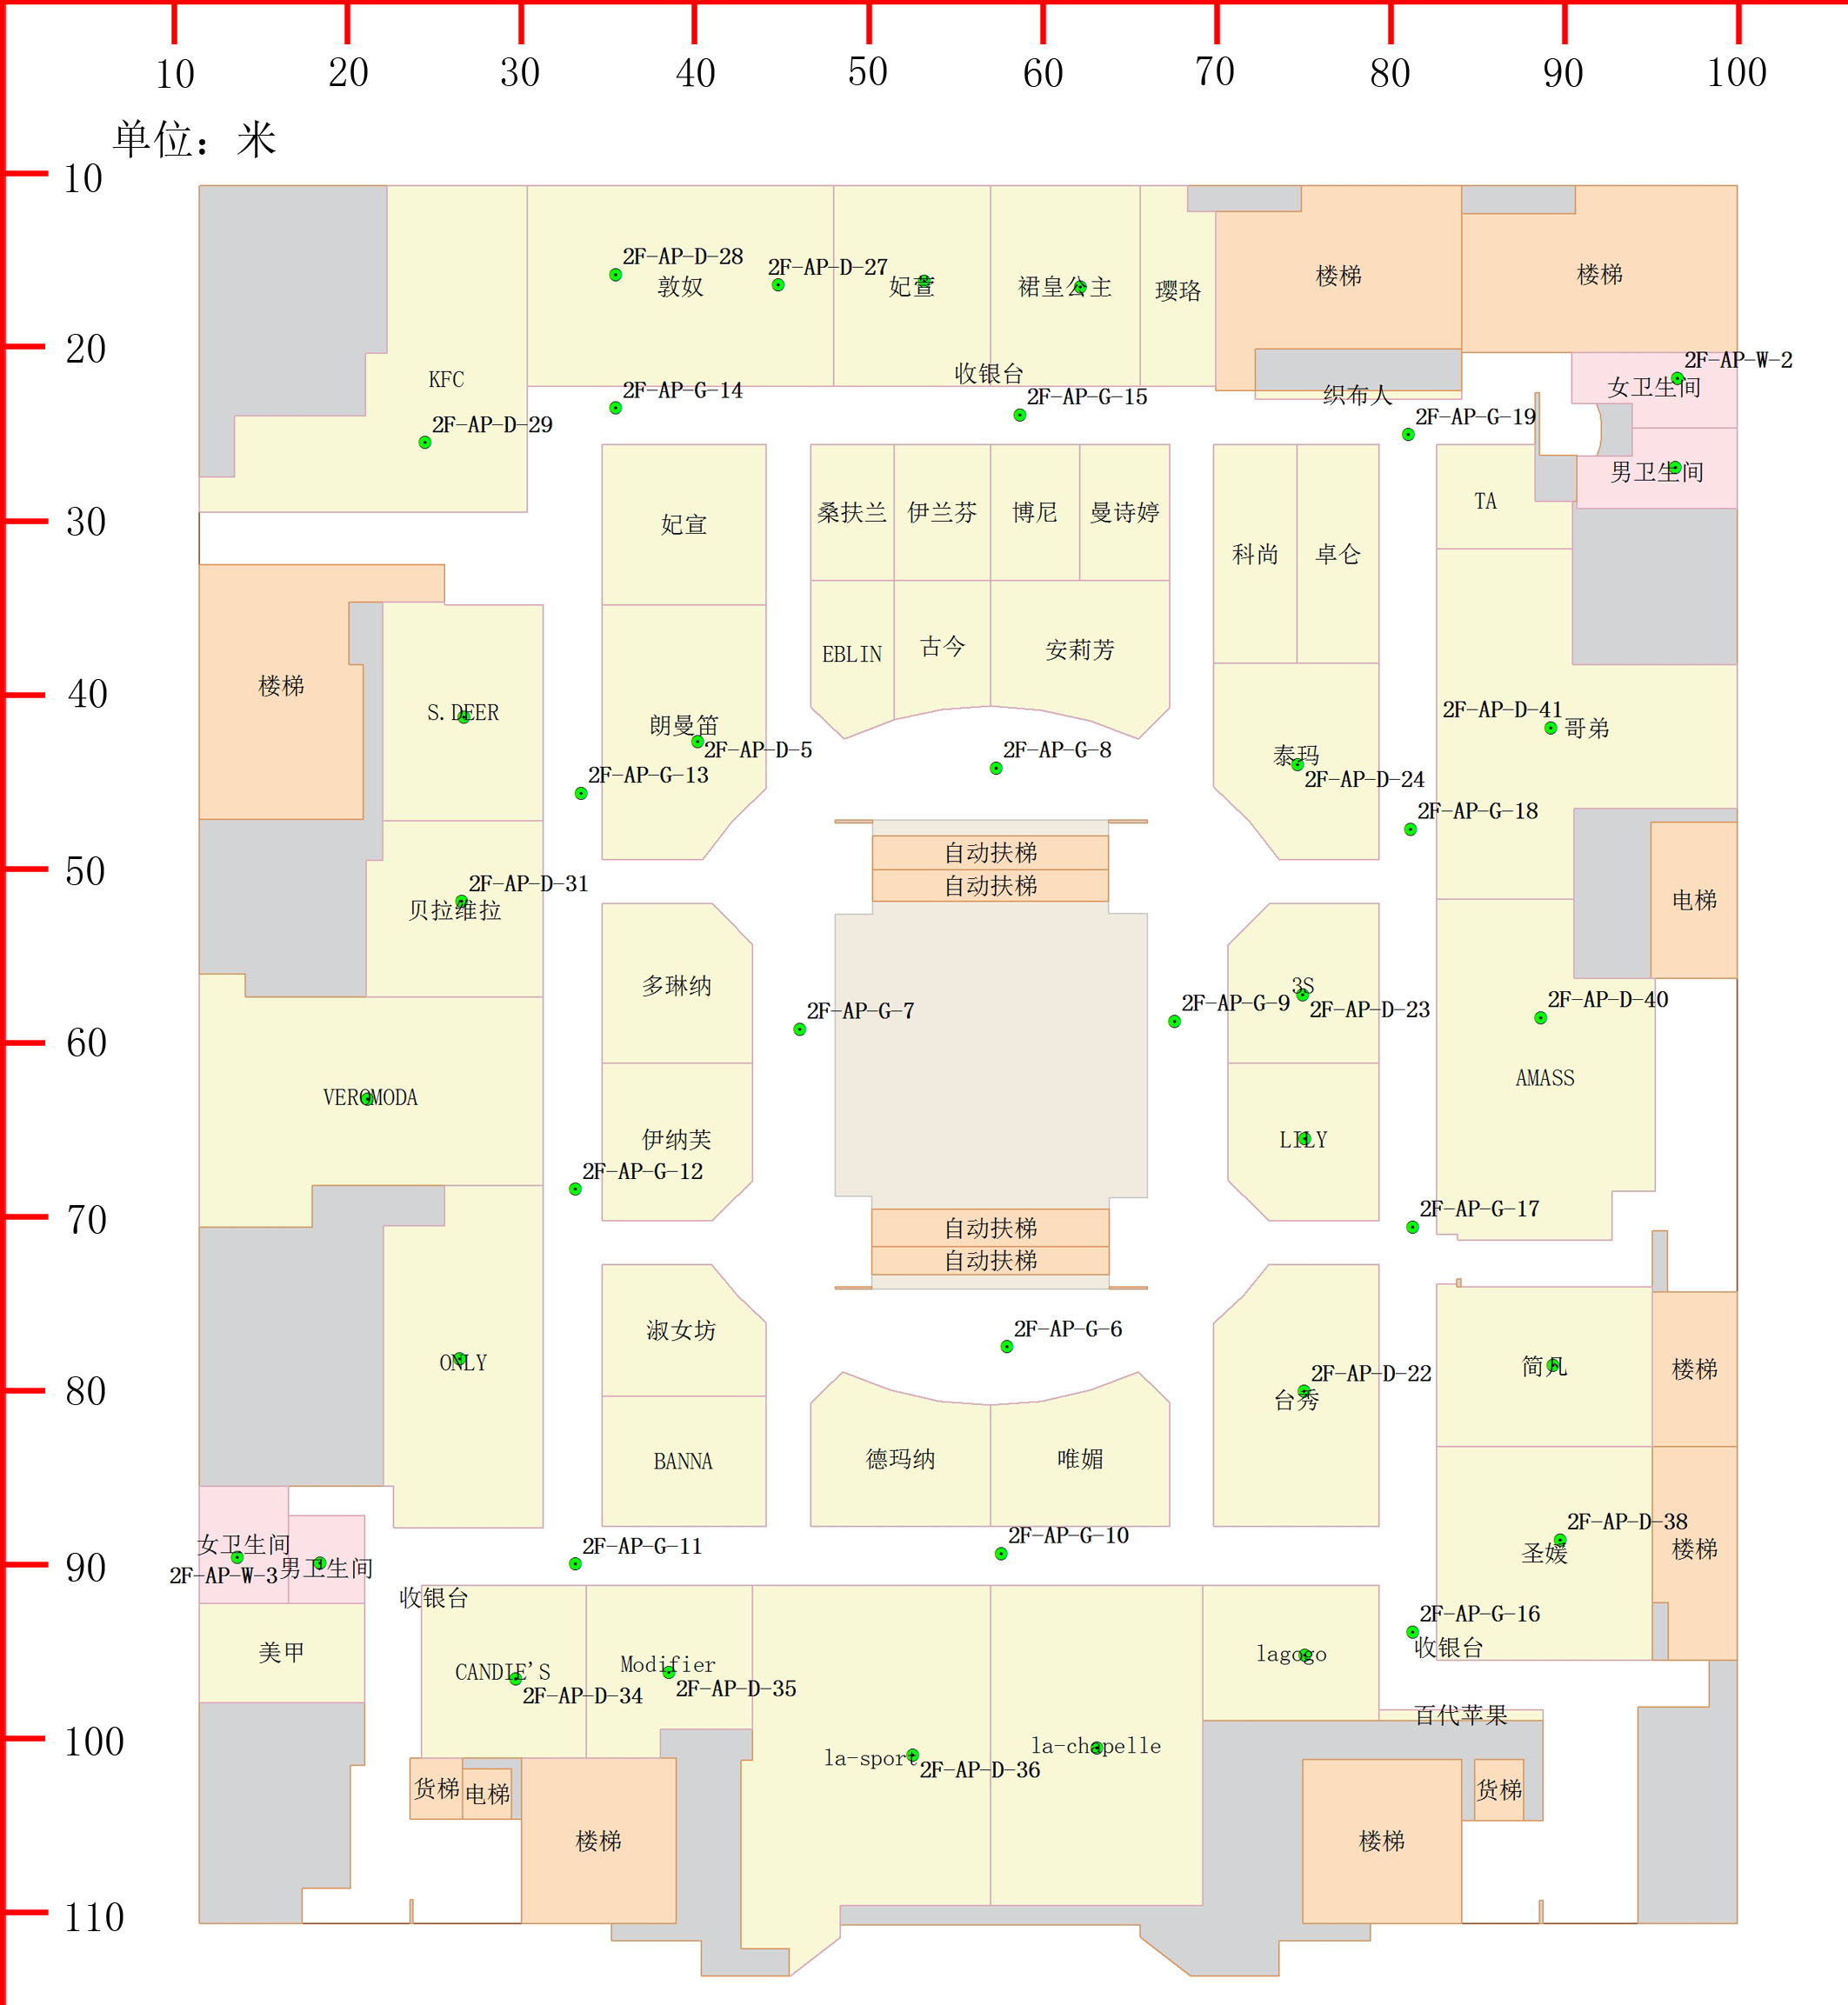 10 20 30 40 50 60 70 80 90 100
单位：米
10
20
30
40
50
60
70
80
90
100
110
2F-AP-D-28
敦奴
2F-AP-D-27
妃萱
裙皇公主
璎珞
楼梯
楼梯
KFC
2F-AP-D-29
2F-AP-G-14
收银台
2F-AP-G-15
织布人
2F-AP-G-19
2F-AP-W-2
女卫生间
男卫生间
妃宣
桑扶兰
伊兰芬
博尼
曼诗婷
科尚
卓仑
TA
楼梯
S.DEER
朗曼笛
2F-AP-D-5
2F-AP-G-13
EBLIN
古今
安莉芳
2F-AP-G-8
泰玛
2F-AP-D-24
2F-AP-D-41
哥弟
2F-AP-G-18
自动扶梯
自动扶梯
2F-AP-D-31
贝拉维拉
电梯
多琳纳
2F-AP-G-7
2F-AP-G-9
3S
2F-AP-D-23
2F-AP-D-40
AMASS
VEROMODA
伊纳芙
2F-AP-G-12
LILY
2F-AP-G-17
自动扶梯
自动扶梯
淑女坊
2F-AP-G-6
ONLY
2F-AP-D-22
台秀
简凡
楼梯
BANNA
德玛纳
唯媚
女卫生间
2F-AP-W-3
男卫生间
2F-AP-G-11
2F-AP-G-10
2F-AP-D-38
圣媛
楼梯
收银台
2F-AP-G-16
收银台
美甲
CANDIE'S
2F-AP-D-34
Modifier
2F-AP-D-35
lagogo
百代苹果
la-sport
2F-AP-D-36
la-chapelle
货梯
电梯
楼梯
楼梯
货梯